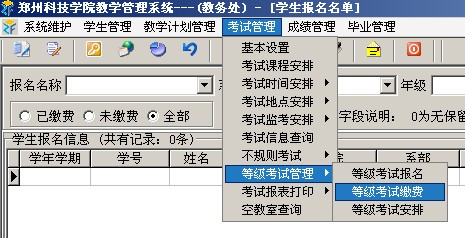 郑州科技学院教学管理系统---(教务处) - [学生报名名单]
系统维护 学生管理 教学计划管理 考试管理 成绩管理 毕业管理
基本设置
考试课程安排
报名名称 考试时间安排 年级
考试地点安排
已缴费 未缴费 全部 考试监考安排 字段说明: 0为无保留
学生报名信息 (共有记录: 0条) 考试信息查询
学年学期 学号 姓名 不规则考试 系部
等级考试管理 等级考试报名
考试报表打印 等级考试缴费
空教室查询 等级考试安排